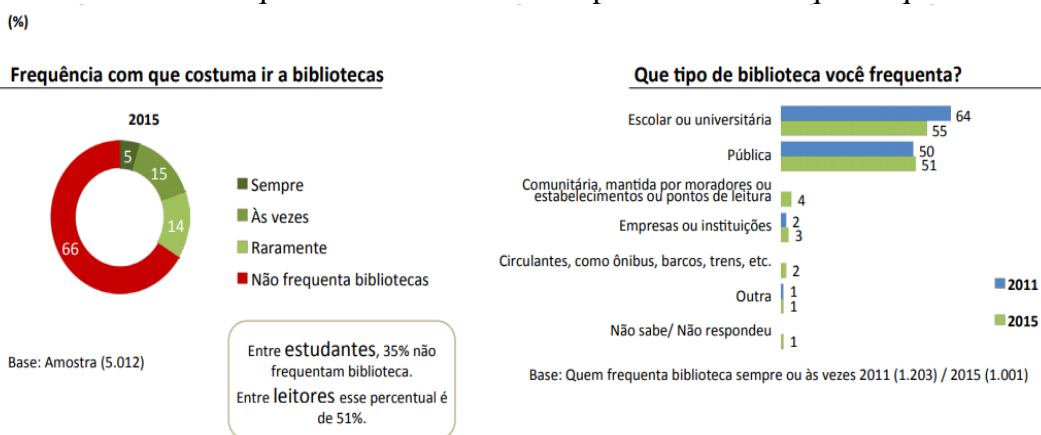 (%)
Frequência com que costuma ir a bibliotecas
2015
5
15
14
66
Sempre
Às vezes
Raramente
Não frequenta bibliotecas
Base: Amostra (5.012)
Entre estudantes, 35% não
frequentam biblioteca.
Entre leitores esse percentual é
de 51%.
Que tipo de biblioteca você frequenta?
Escolar ou universitária
64
55
Pública
50
51
Comunitária, mantida por moradores ou
estabelecimentos ou pontos de leitura
4
Empresas ou instituições
2
3
Circulantes, como ônibus, barcos, trens, etc.
2
Outra
1
1
Não sabe/ Não respondeu
1
2011
2015
Base: Quem frequenta biblioteca sempre ou às vezes 2011 (1.203) / 2015 (1.001)